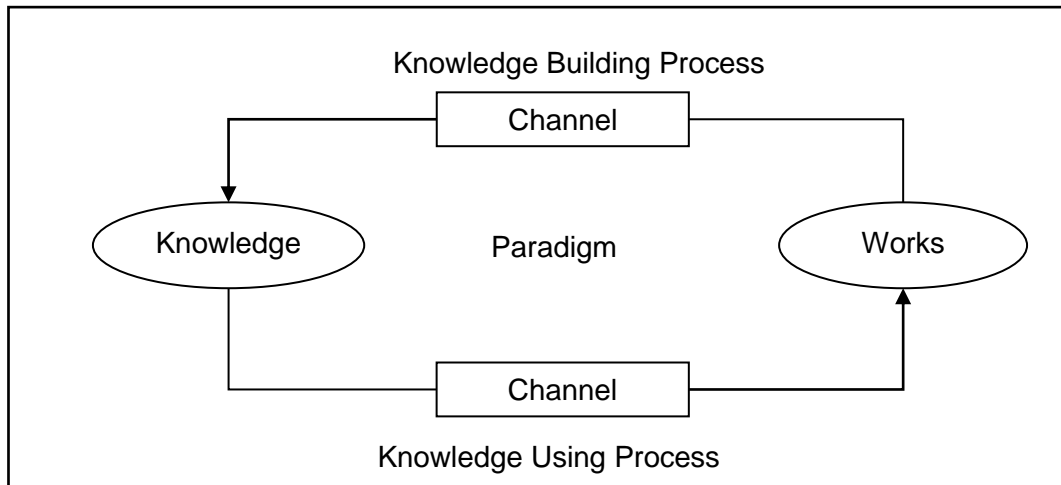 Knowledge Building Process
Channel
Knowledge
Paradigm
Works
Channel
Knowledge Using Process